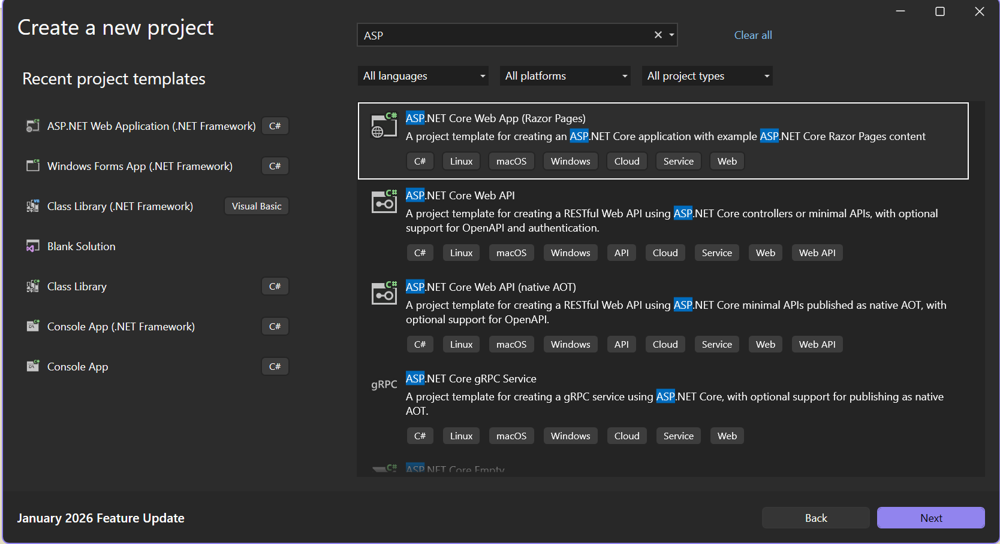 Create a new project
ASP
Clear all
Recent project templates
All languages
All platforms
All project types
ASP.NET Web Application (.NET Framework) C#
Windows Forms App (.NET Framework) C#
Class Library (.NET Framework) Visual Basic
Blank Solution
Class Library C#
Console App (.NET Framework) C#
Console App C#
C#
ASP.NET Core Web App (Razor Pages)
A project template for creating an ASP.NET Core application with example ASP.NET Core Razor Pages content
C# Linux macOS Windows Cloud Service Web
C#
ASP.NET Core Web API
A project template for creating a RESTful Web API using ASP.NET Core controllers or minimal APIs, with optional
support for OpenAPI and authentication.
C# Linux macOS Windows API Cloud Service Web Web API
C#
ASP.NET Core Web API (native AOT)
A project template for creating a RESTful Web API using ASP.NET Core minimal APIs published as native AOT, with
optional support for OpenAPI.
C# Linux macOS Windows API Cloud Service Web Web API
gRPC
ASP.NET Core gRPC Service
A project template for creating a gRPC service using ASP.NET Core, with optional support for publishing as native
AOT.
C# Linux macOS Windows Cloud Service Web
C#
ASP.NET Core Empty
January 2026 Feature Update
Back
Next